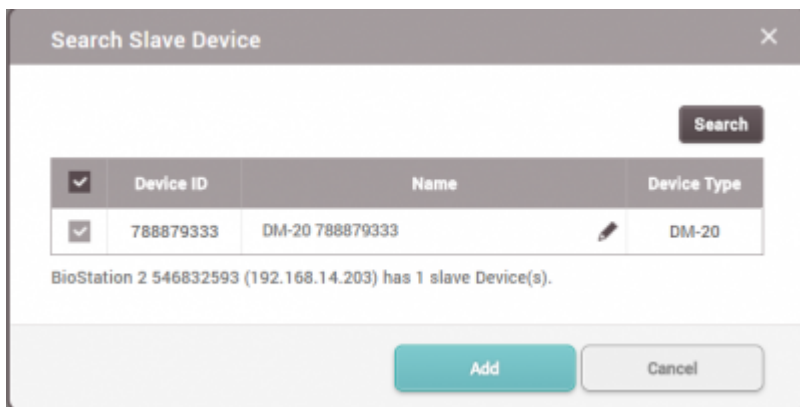 Search Slave Device
Search
Device ID Name Device Type
788879333 DM-20 788879333 DM-20
BioStation 2 546832593 (192.168.14.203) has 1 slave Device(s).
Add Cancel